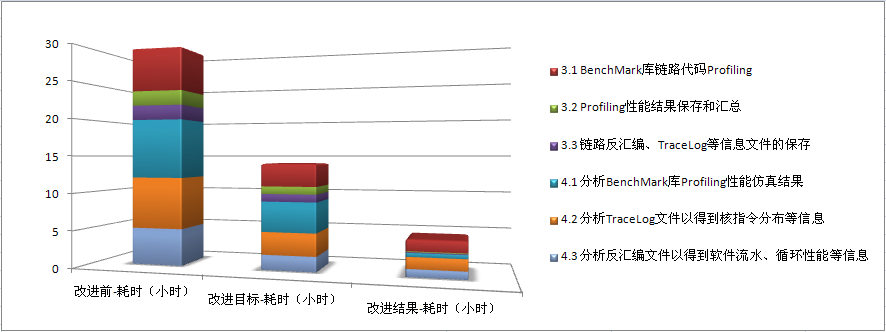 30
25
20
15
10
5
0
改进前-耗时（小时）
改进目标-耗时（小时）
改进结果-耗时（小时）
3.1 BenchMark库链路代码Profiling
3.2 Profiling性能结果保存和汇总
3.3 链路反汇编、TraceLog等信息文件的保存
4.1 分析BenchMark库Profiling性能仿真结果
4.2 分析TraceLog文件以得到核指令分布等信息
4.3 分析反汇编文件以得到软件流水、循环性能等信息